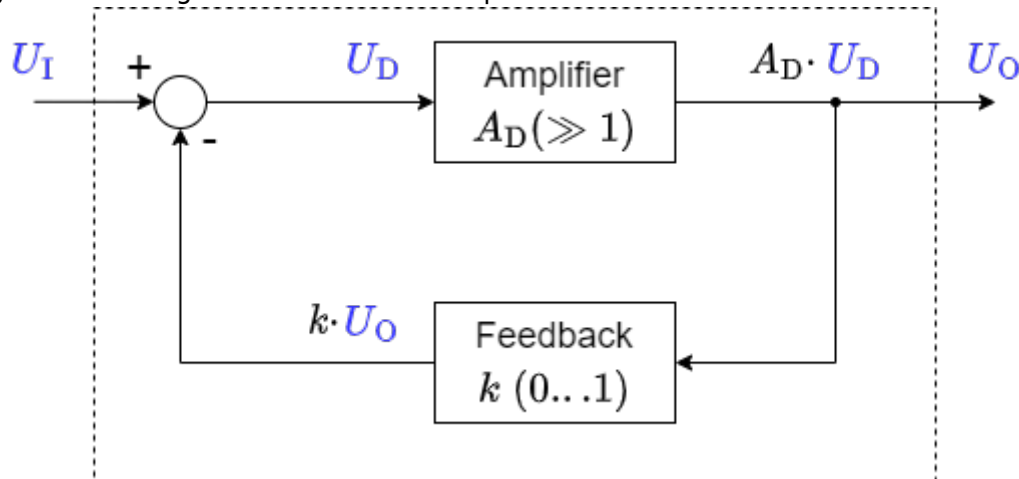 U_I
+
U_D
Amplifier
A_D(≫ 1)
A_D· U_D
U_O
-
k·U_O
Feedback
k (0...1)